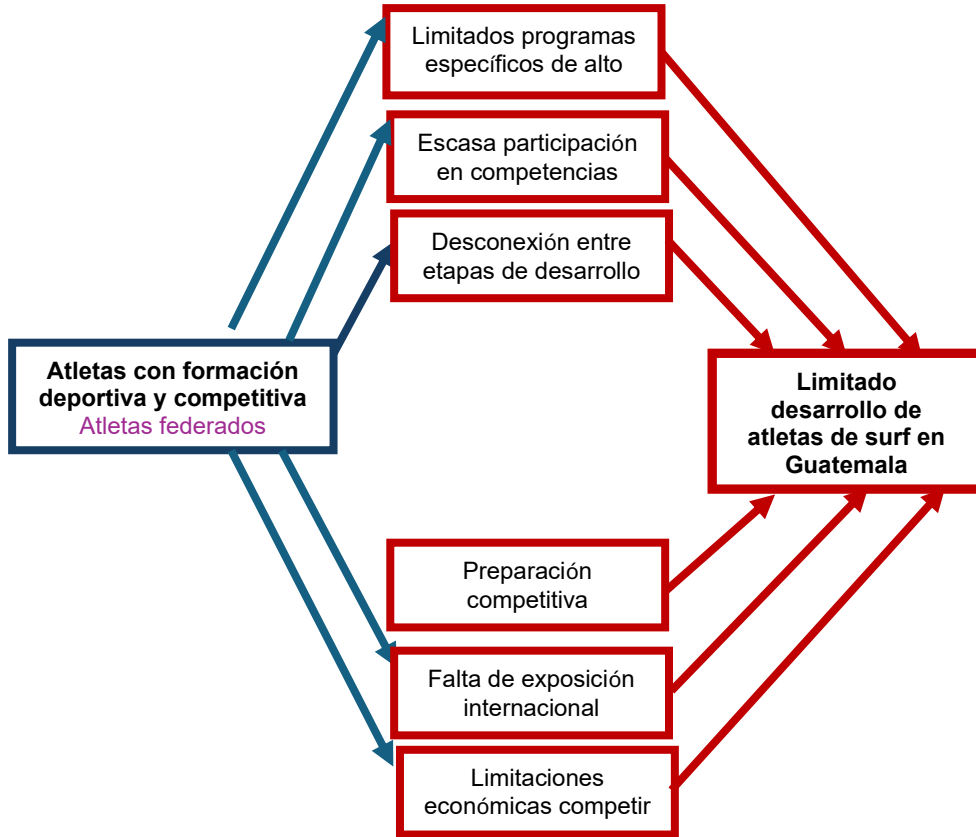 Limitados programas
específicos de alto
Escasa participación
en competencias
Desconexión entre
etapas de desarrollo
Atletas con formación
deportiva y competitiva
Atletas federados
Limitado
desarrollo de
atletas de surf en
Guatemala
Preparación
competitiva
Falta de exposición
internacional
Limitaciones
económicas competir